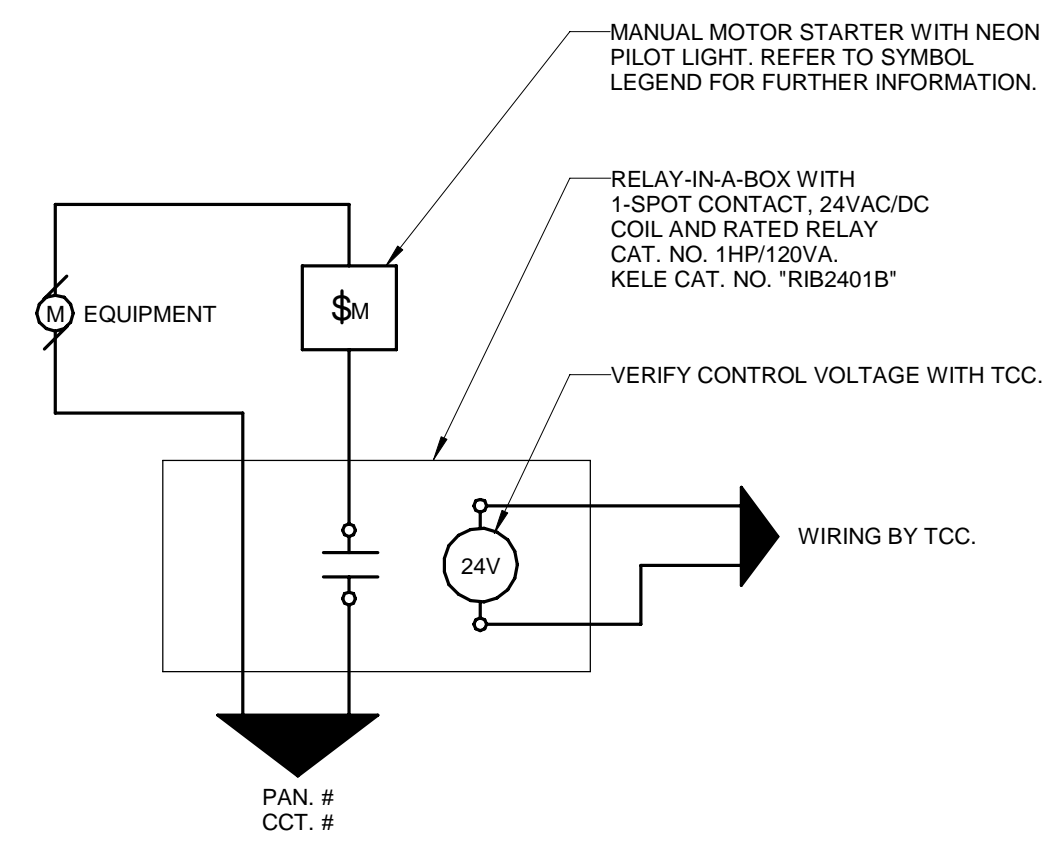 MANUAL MOTOR STARTER WITH NEON
PILOT LIGHT. REFER TO SYMBOL
LEGEND FOR FURTHER INFORMATION.
RELAY-IN-A-BOX WITH
1-SPOT CONTACT, 24VAC/DC
COIL AND RATED RELAY
CAT. NO. 1HP/120VA.
KELE CAT. NO. "RIB2401B"
$M
M EQUIPMENT
VERIFY CONTROL VOLTAGE WITH TCC.
WIRING BY TCC.
24V
PAN. #
CCT. #